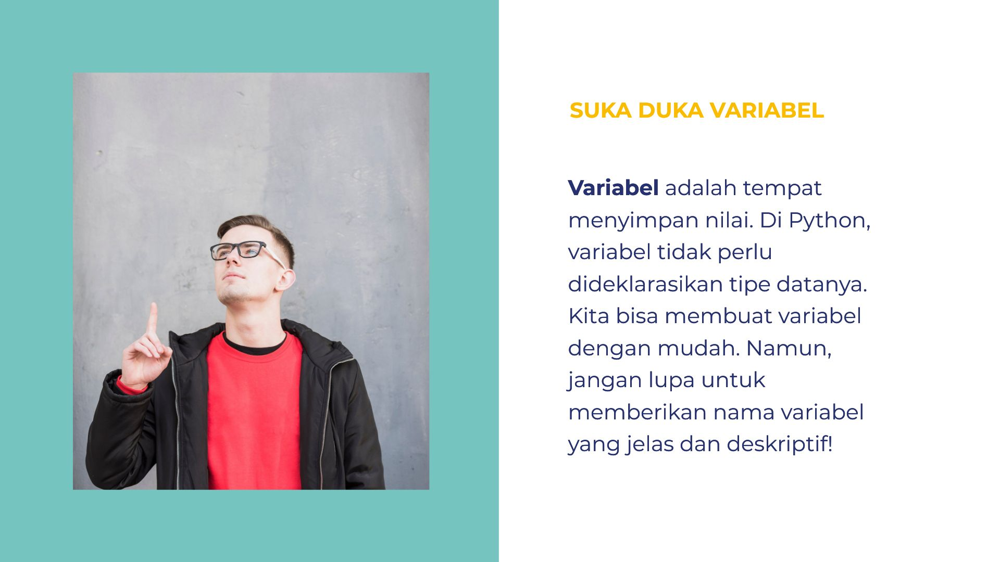 SUKA DUKA VARIABEL
Variabel adalah tempat
menyimpan nilai. Di Python,
variabel tidak perlu
dideklarasikan tipe datanya.
Kita bisa membuat variabel
dengan mudah. Namun,
jangan lupa untuk
memberikan nama variabel
yang jelas dan deskriptif!